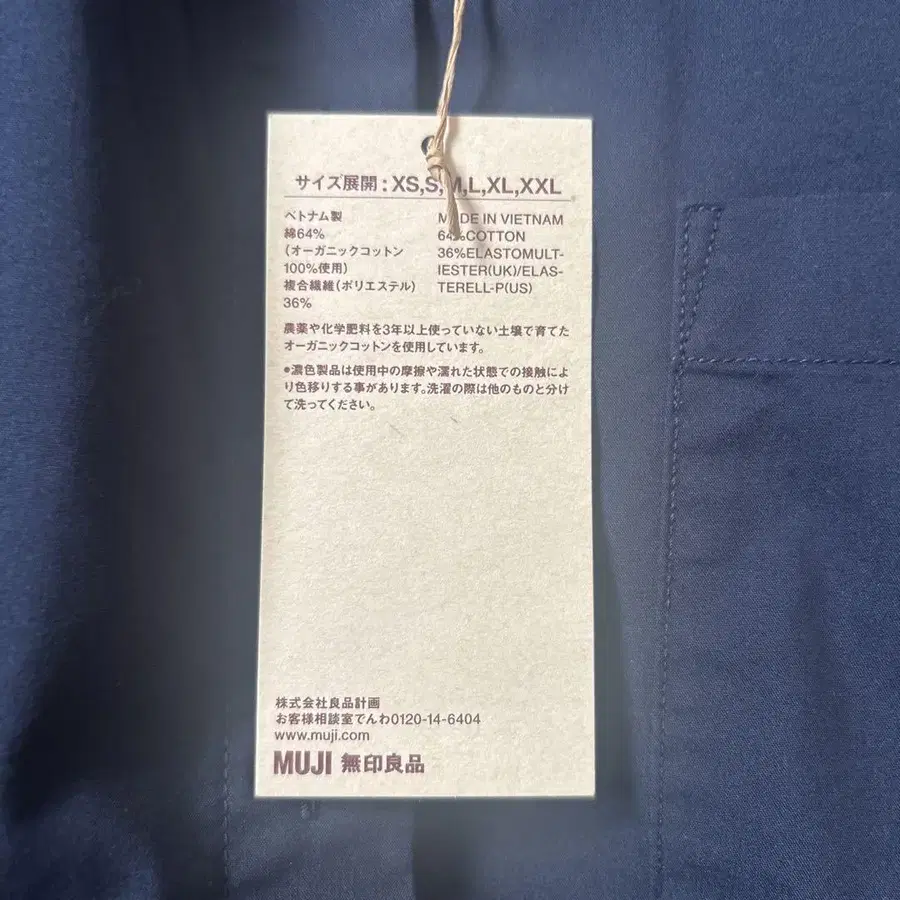 サイズ展開：XS,S,M,L,XL,XXL
ベトナム製
綿64%
（オーガニックコットン
100%使用）
複合繊維（ポリエステル）
36%
MADE IN VIETNAM
64%COTTON
36%ELASTOMULT-
IESTER(UK)/ELAS-
TERELL-P(US)
農薬や化学肥料を3年以上使っていない土壌で育てた
オーガニックコットンを使用しています。
●濃色製品は使用中の摩擦や濡れた状態での接触によ
り色移りする事があります。洗濯の際は他のものと分け
て洗ってください。
株式会社良品計画
お客様相談室でんわ0120-14-6404
www.muji.com
MUJI 無印良品